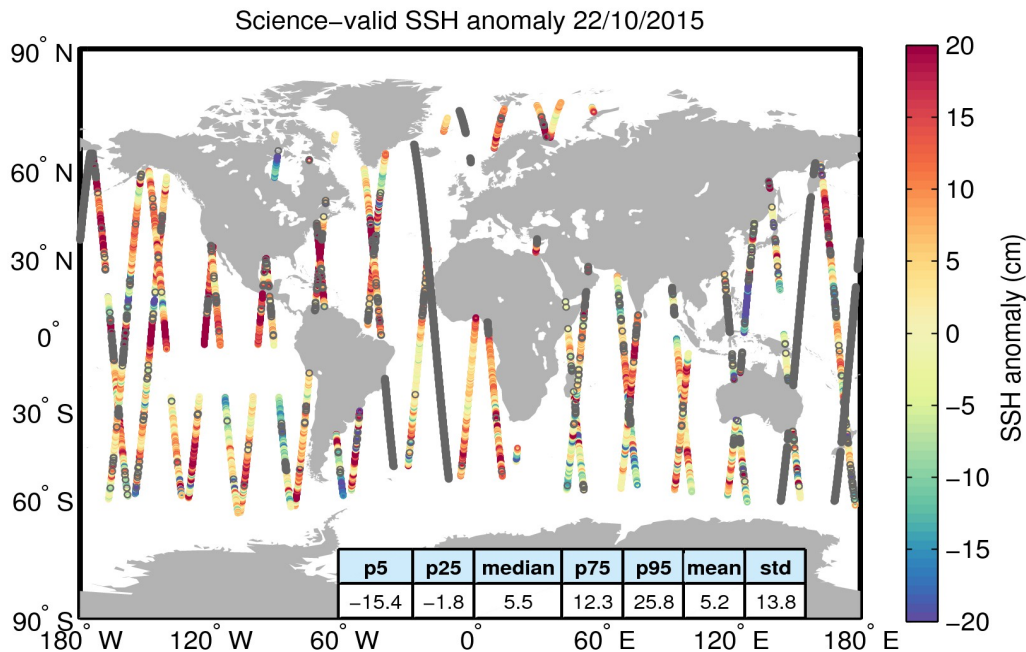 Science−valid SSH anomaly 22/10/2015
90° N
60° N
30° N
0°
30° S
60° S
90° S
180° W
120° W
60° W
0°
60° E
120° E
180° E
p5 p25 median p75 p95 mean std
−15.4 −1.8 5.5 12.3 25.8 5.2 13.8
20
15
10
5
0
−5
−10
−15
−20
SSH anomaly (cm)